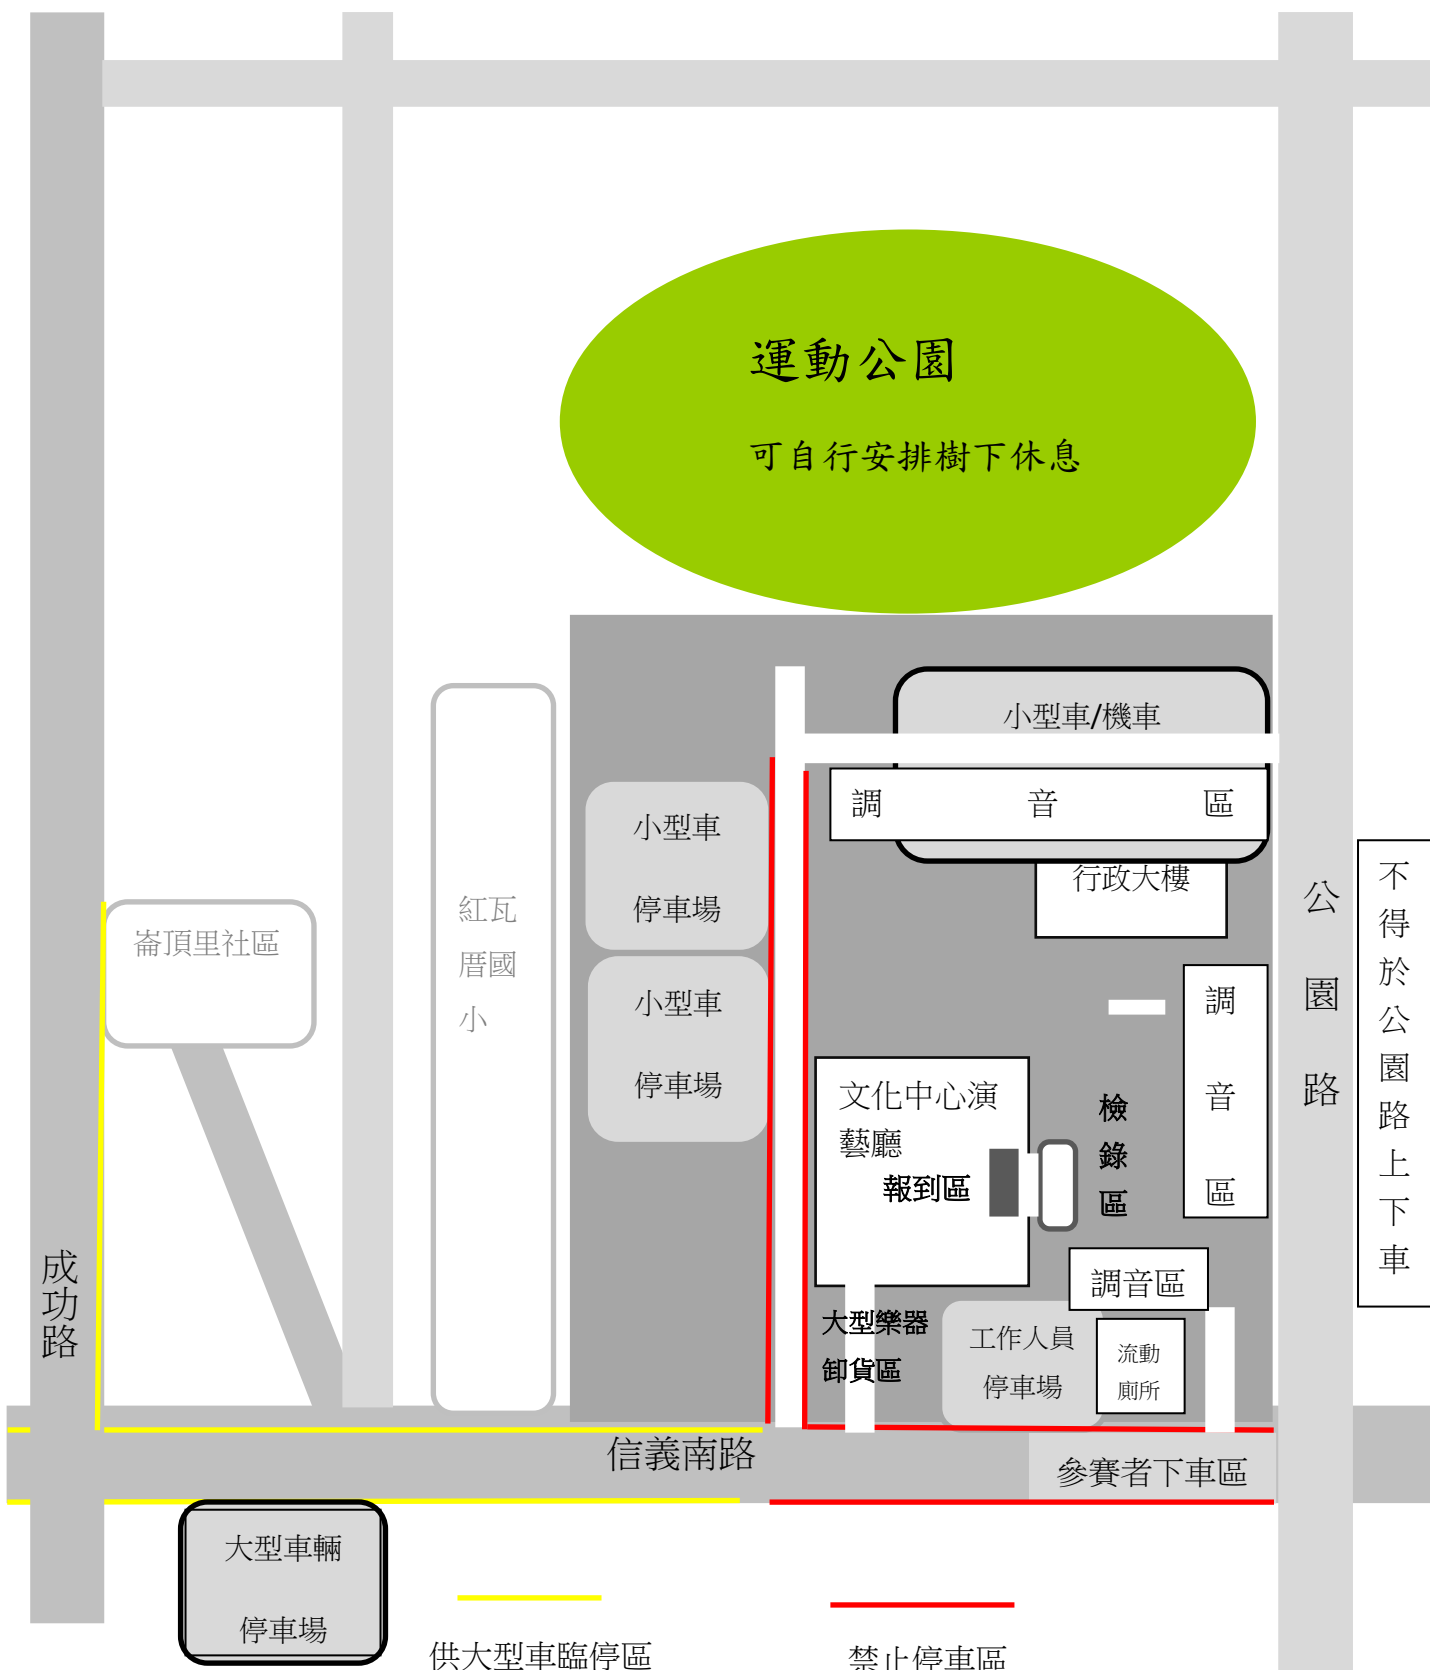 運動公園
可自行安排樹下休息
小型車/機車
調音區
行政大樓
小型車
停車場
小型車
停車場
紅瓦
厝國
小
崙頂里社區
公園路
不得於公園路上下車
調音區
文化中心演
藝廳
報到區
檢錄區
調音區
大型樂器
卸貨區
工作人員
停車場
流動
廁所
成功路
信義南路
參賽者下車區
大型車輛
停車場
供大型車臨停區
禁止停車區